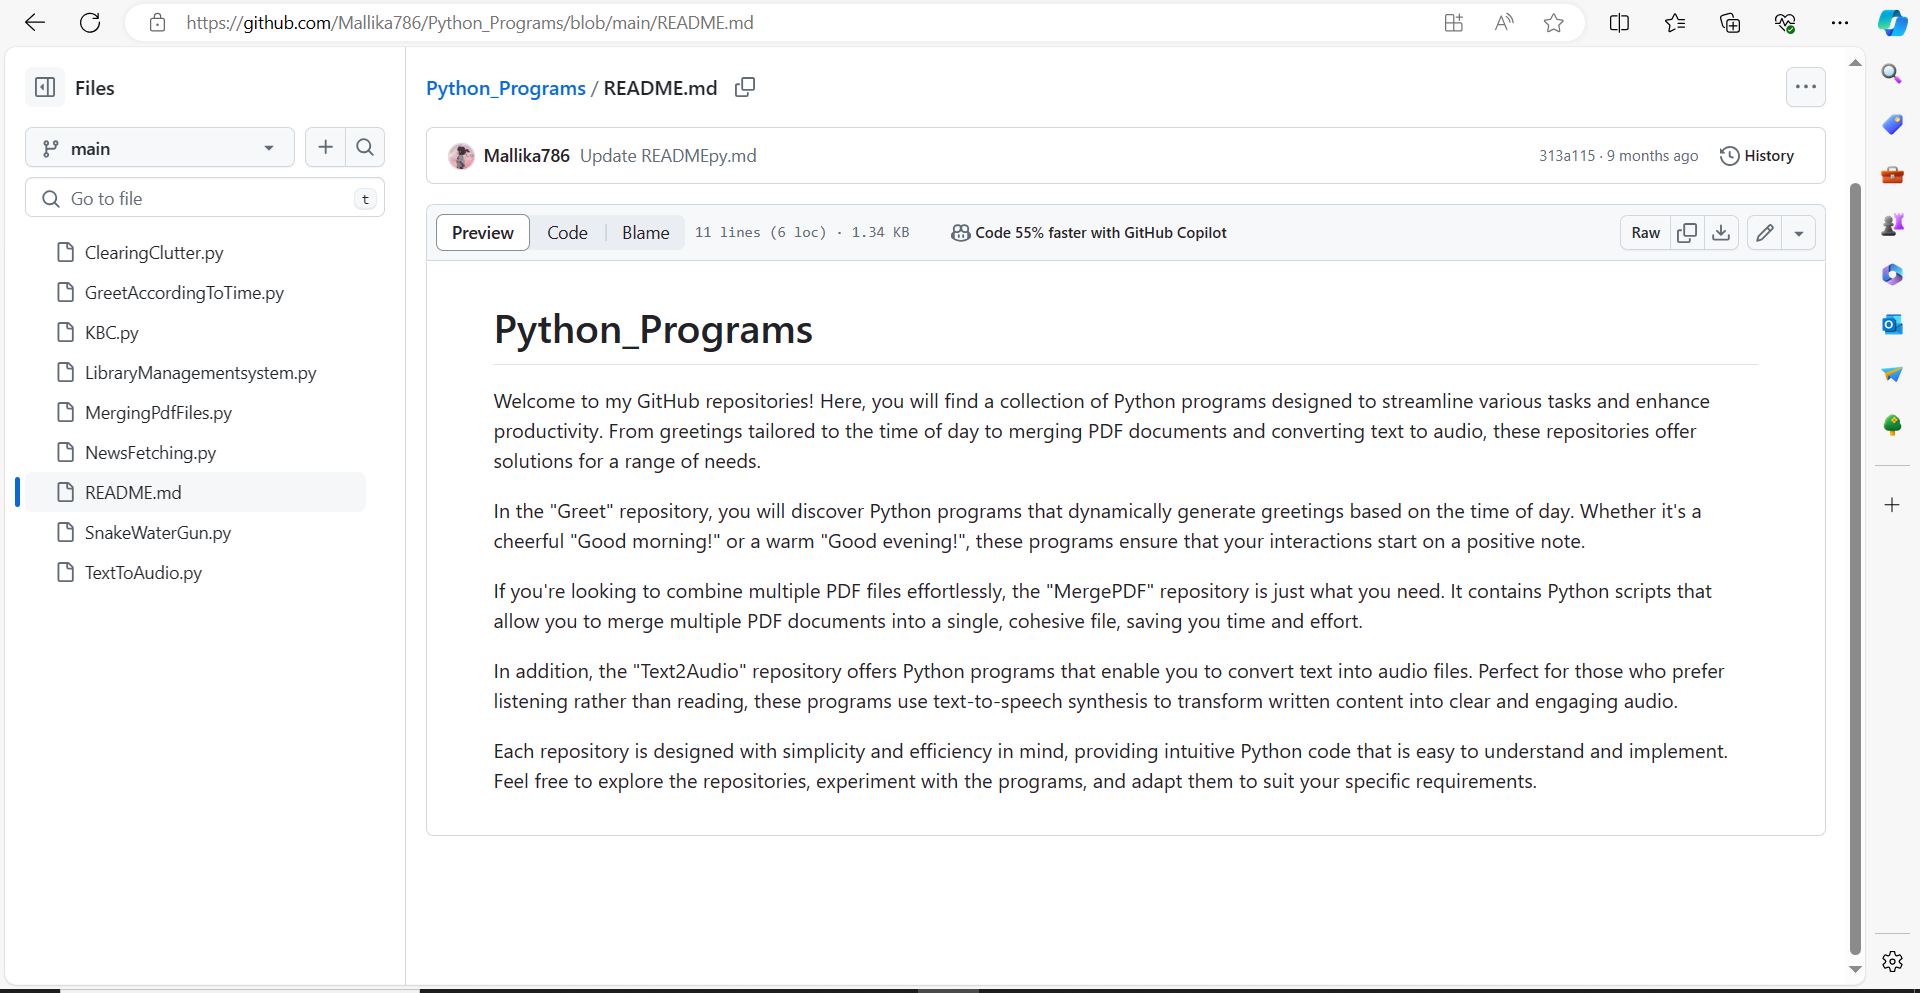 https://github.com/Mallika786/Python_Programs/blob/main/README.md
Files
main
Go to file
t
ClearingClutter.py
GreetAccordingToTime.py
KBC.py
LibraryManagementsystem.py
MergingPdfFiles.py
NewsFetching.py
README.md
SnakeWaterGun.py
TextToAudio.py
Python_Programs / README.md
Mallika786 Update READMEpy.md
313a115 · 9 months ago
History
Preview Code Blame 11 lines (6 loc) · 1.34 KB Code 55% faster with GitHub Copilot Raw
Python_Programs
Welcome to my GitHub repositories! Here, you will find a collection of Python programs designed to streamline various tasks and enhance
productivity. From greetings tailored to the time of day to merging PDF documents and converting text to audio, these repositories offer
solutions for a range of needs.
In the "Greet" repository, you will discover Python programs that dynamically generate greetings based on the time of day. Whether it's a
cheerful "Good morning!" or a warm "Good evening!", these programs ensure that your interactions start on a positive note.
If you're looking to combine multiple PDF files effortlessly, the "MergePDF" repository is just what you need. It contains Python scripts that
allow you to merge multiple PDF documents into a single, cohesive file, saving you time and effort.
In addition, the "Text2Audio" repository offers Python programs that enable you to convert text into audio files. Perfect for those who prefer
listening rather than reading, these programs use text-to-speech synthesis to transform written content into clear and engaging audio.
Each repository is designed with simplicity and efficiency in mind, providing intuitive Python code that is easy to understand and implement.
Feel free to explore the repositories, experiment with the programs, and adapt them to suit your specific requirements.